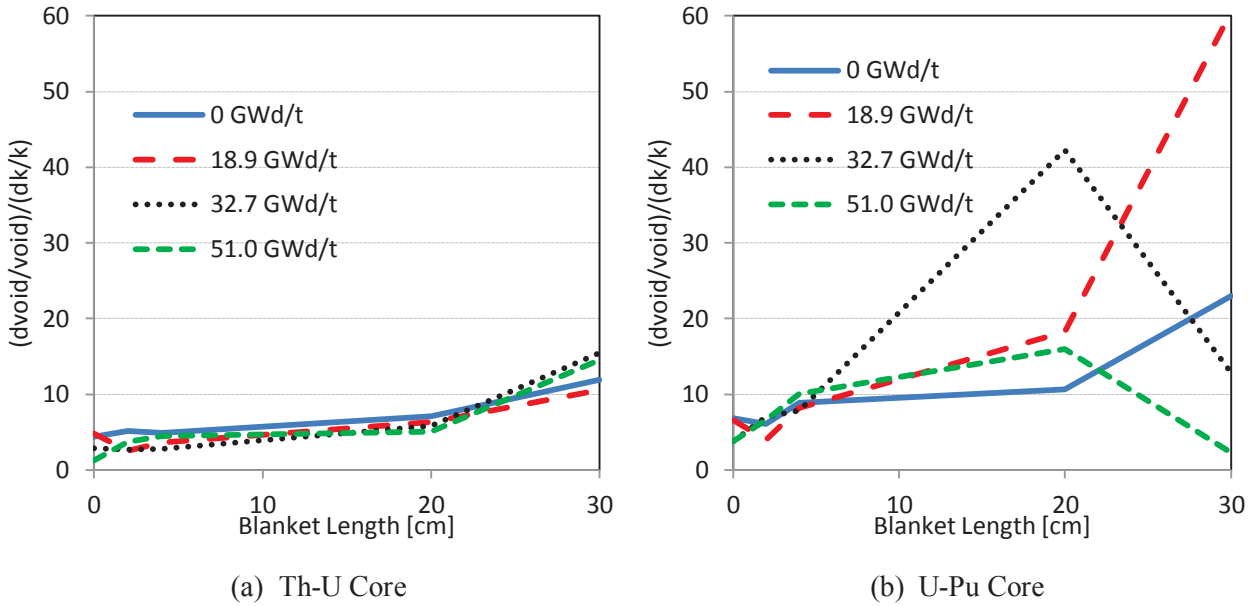 60
50
40
30
20
10
0
(dvoid/void)/(dk/k)
0 GWd/t
18.9 GWd/t
32.7 GWd/t
51.0 GWd/t
0 10 20 30
Blanket Length [cm]
(a) Th-U Core
60
50
40
30
20
10
0
(dvoid/void)/(dk/k)
0 GWd/t
18.9 GWd/t
32.7 GWd/t
51.0 GWd/t
0 10 20 30
Blanket Length [cm]
(b) U-Pu Core